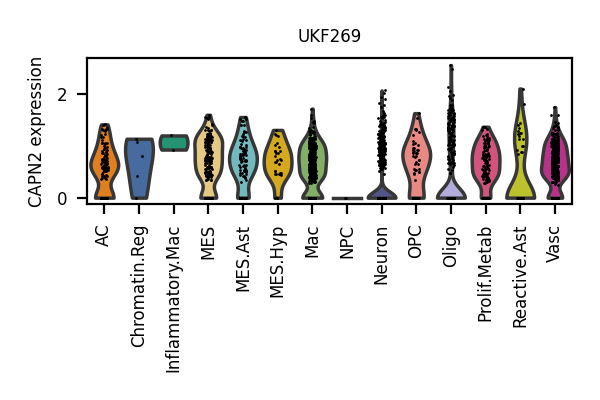 UKF269
CAPN2 expression
2
0
AC
Chromatin.Reg
Inflammatory.Mac
MES
MES.Ast
MES.Hyp
Mac
NPC
Neuron
OPC
Oligo
Prolif.Metab
Reactive.Ast
Vasc